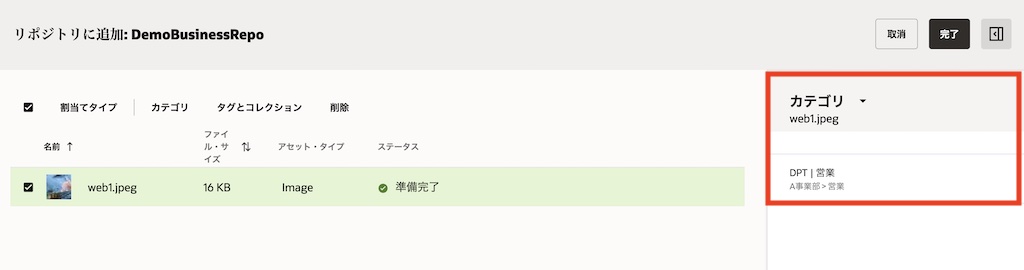 リポジトリに追加: DemoBusinessRepo
取消
完了
割当てタイプ
カテゴリ
タグとコレクション
削除
名前 ↑
ファイ
ル・サ
イズ
アセット・タイプ
ステータス
web1.jpeg
16 KB
Image
準備完了
カテゴリ
web1.jpeg
DPT | 営業
A事業部 > 営業